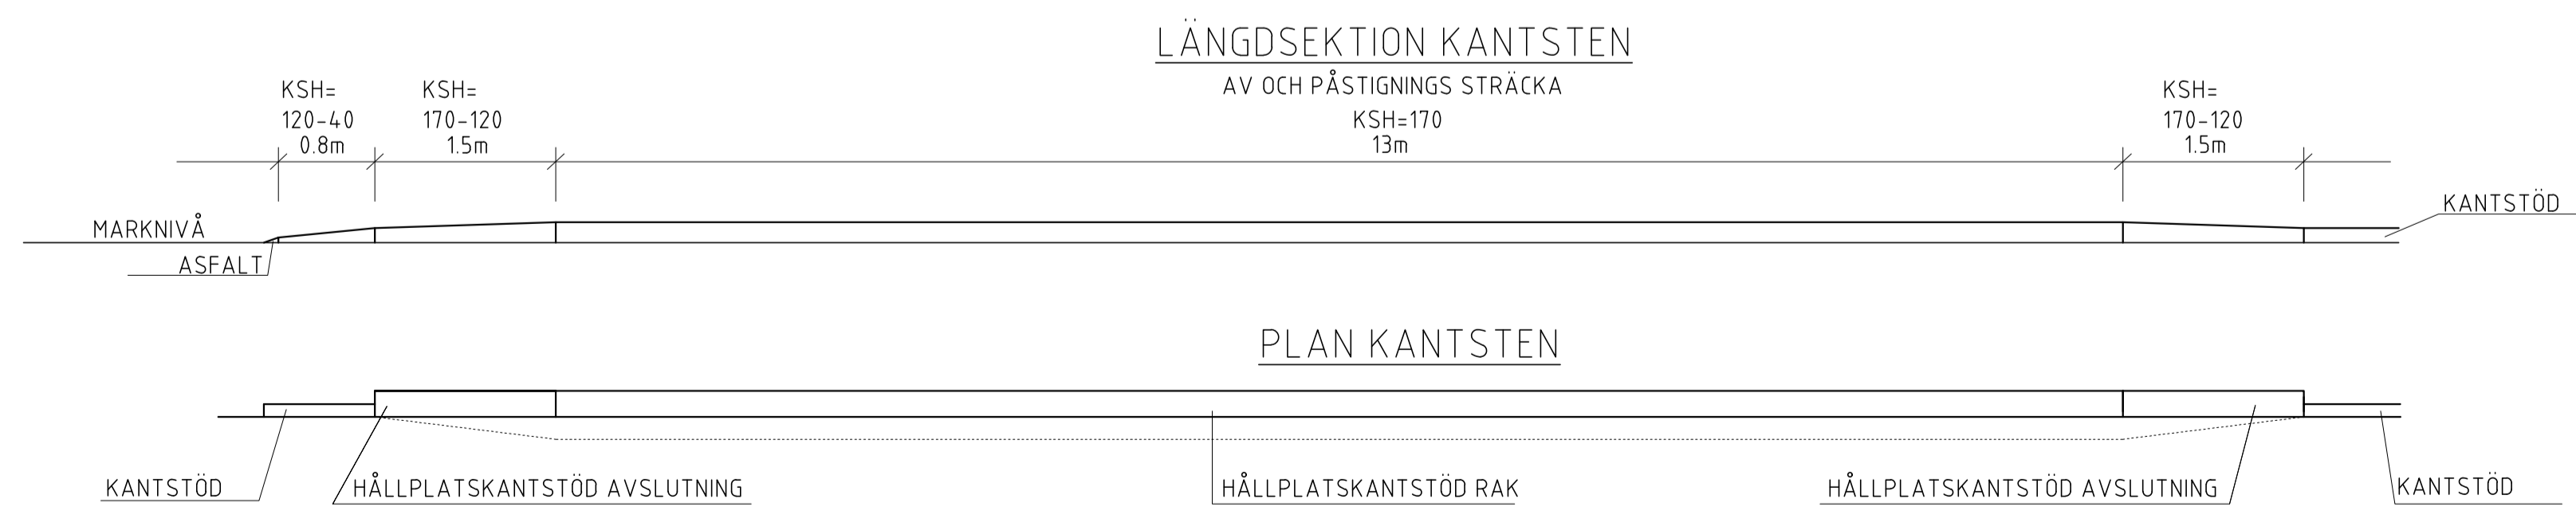 LÄNGDSEKTION KANTSTEN
AV OCH PÅSTIGNINGS STRÄCKA
KSH=
120-40
0.8m
KSH=
170-120
1.5m
KSH=170
13m
KSH=
170-120
1.5m
MARKNIVÅ
ASFALT
KANTSTÖD
PLAN KANTSTEN
KANTSTÖD
HÅLLPLATSKANTSTÖD AVSLUTNING
HÅLLPLATSKANTSTÖD RAK
HÅLLPLATSKANTSTÖD AVSLUTNING
KANTSTÖD